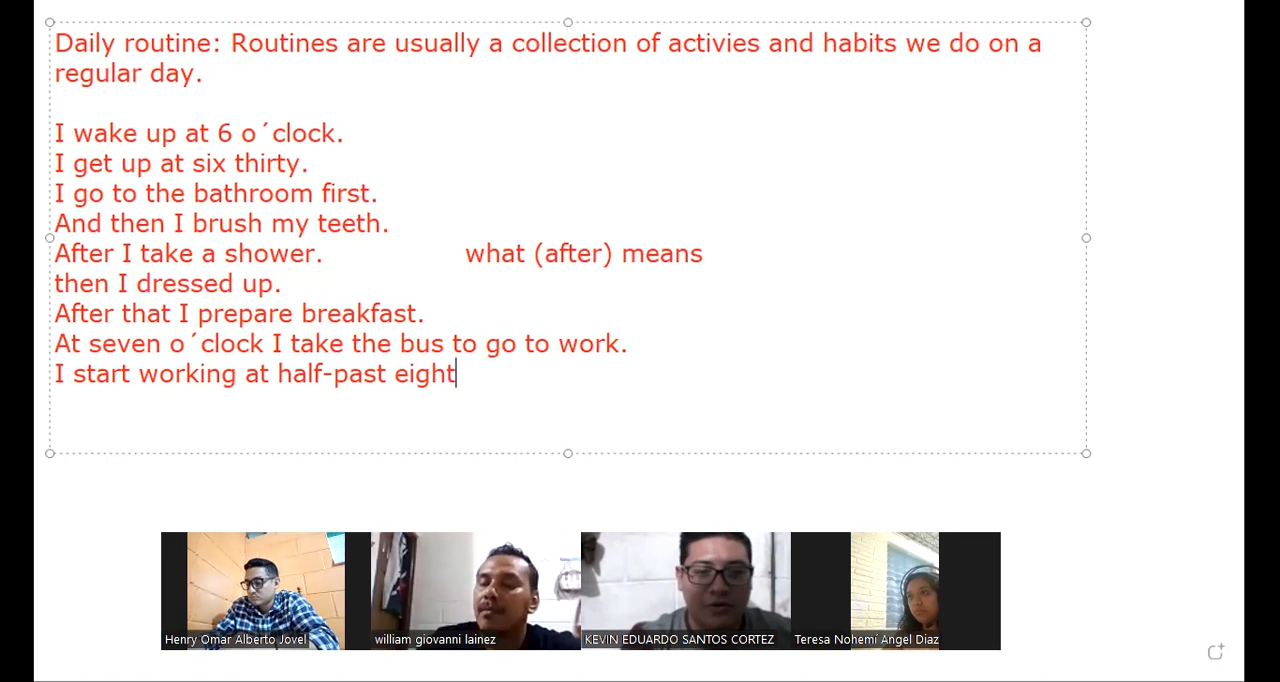 Daily routine: Routines are usually a collection of activies and habits we do on a
regular day.
I wake up at 6 o´clock.
I get up at six thirty.
I go to the bathroom first.
And then I brush my teeth.
After I take a shower. what (after) means
then I dressed up.
After that I prepare breakfast.
At seven o´clock I take the bus to go to work.
I start working at half-past eight
Henry Omar Alberto Jovel
william giovanni lainez
KEVIN EDUARDO SANTOS CORTEZ
Teresa Nohemí Angel Diaz